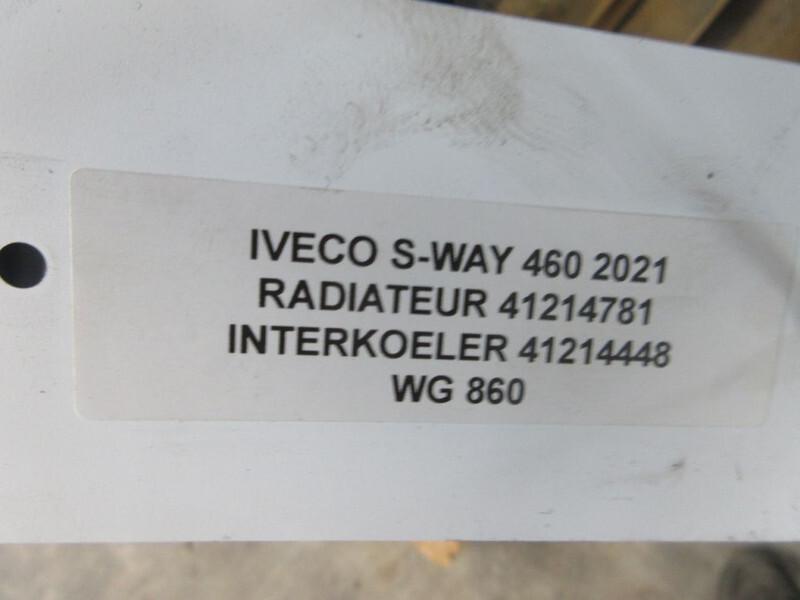 IVECO S-WAY 460 2021
RADIATEUR 41214781
INTERKOELER 41214448
WG 860